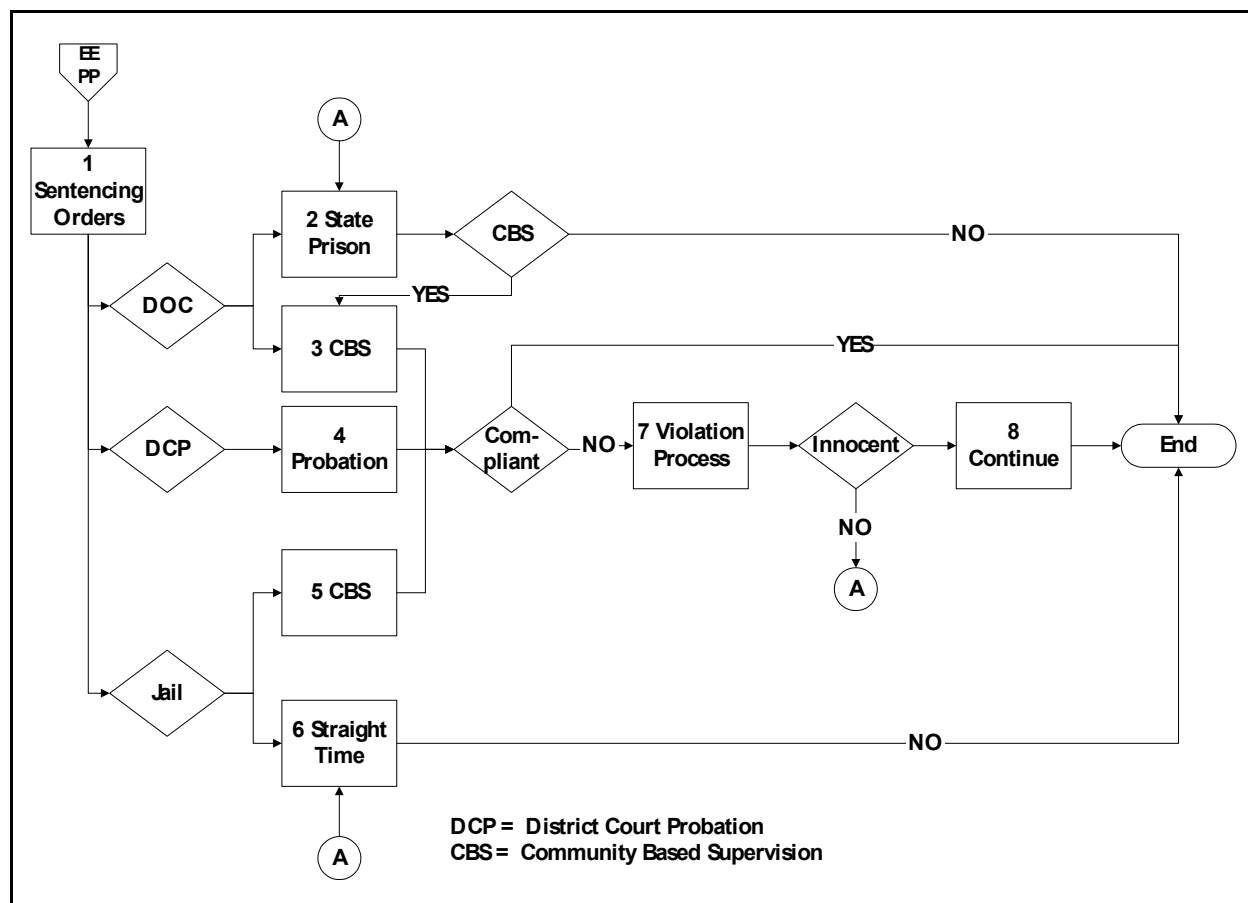 EE
PP
A
1
Sentencing
Orders
2 State
Prison
CBS
NO
YES
DOC
3 CBS
YES
DCP
4
Probation
Com-
pliant
NO
7 Violation
Process
Innocent
8
Continue
End
NO
A
5 CBS
Jail
6 Straight
Time
NO
A
DCP = District Court Probation
CBS = Community Based Supervision